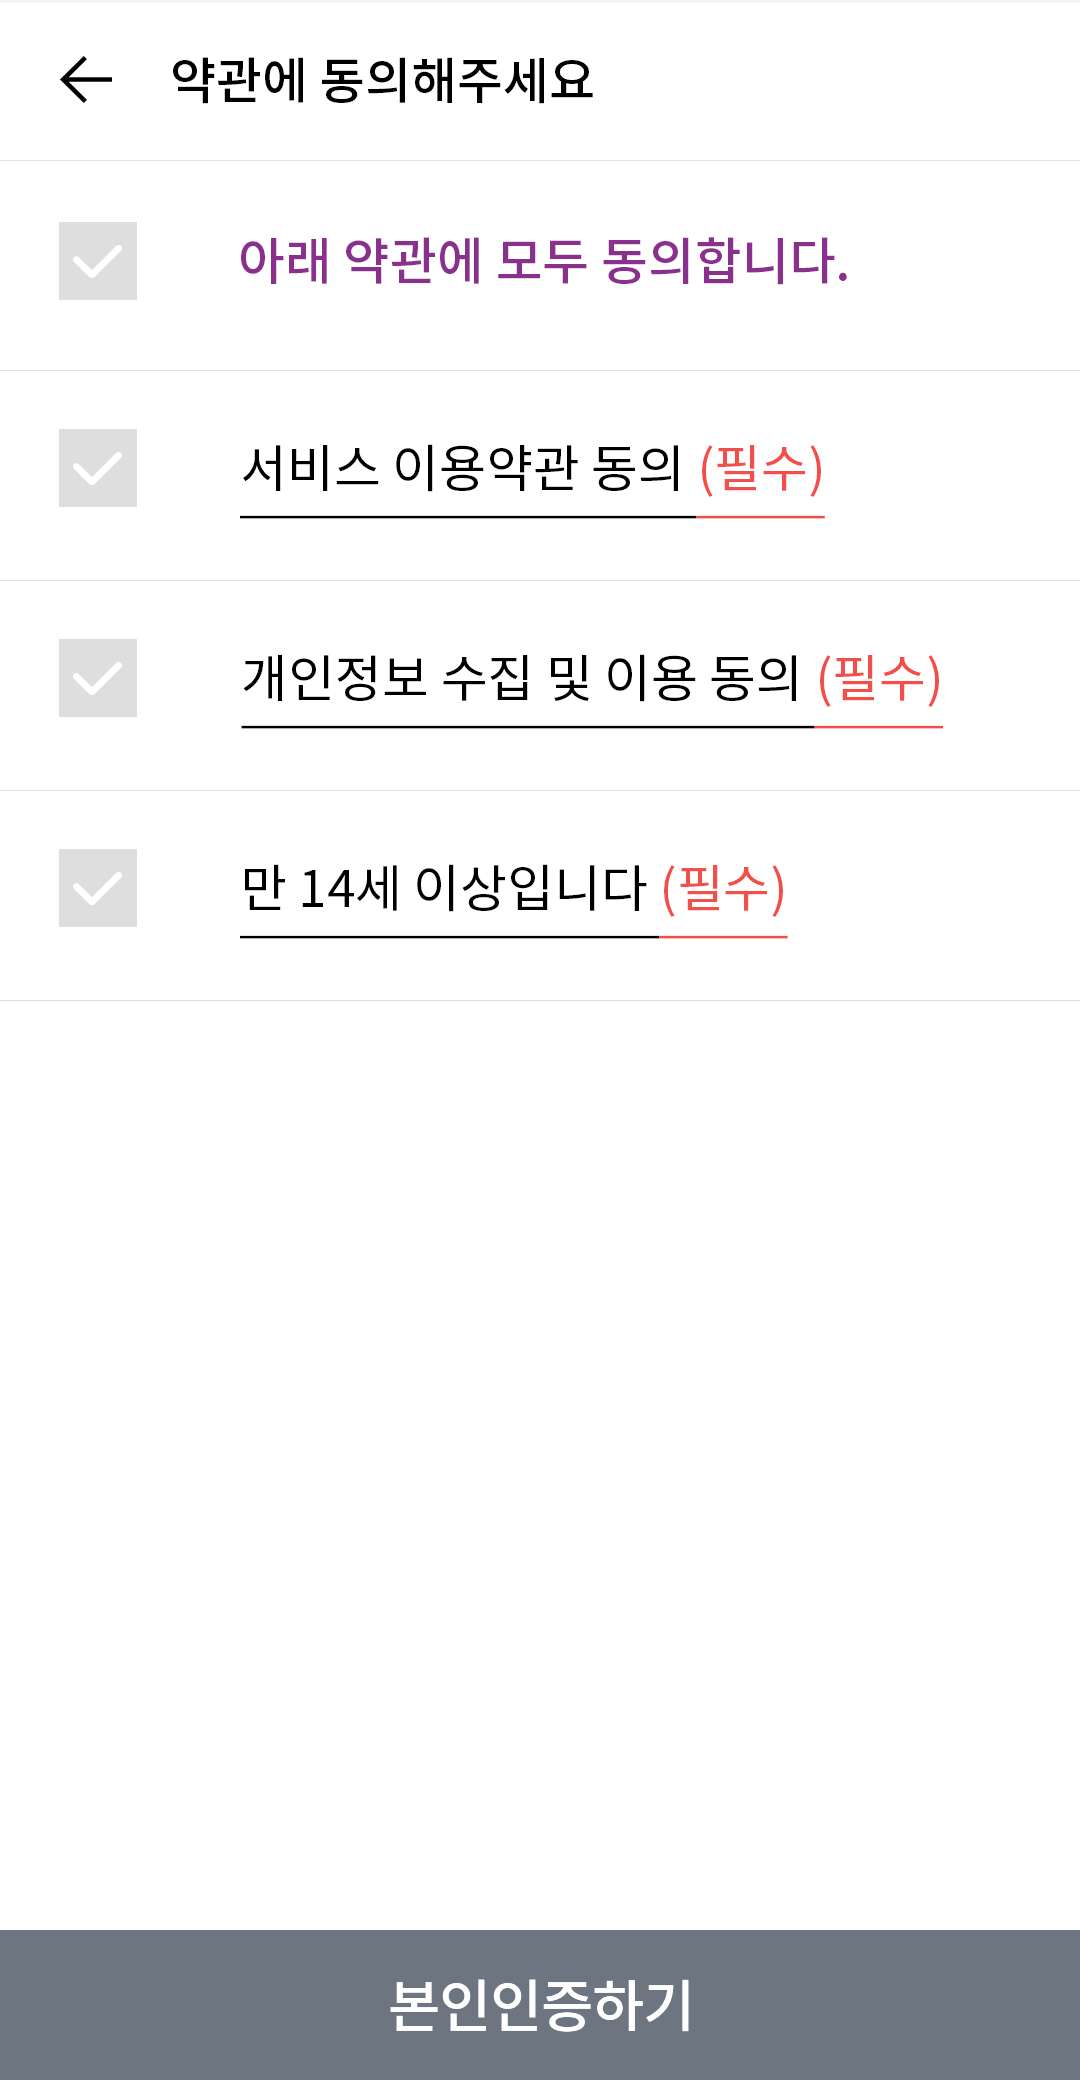 약관에 동의해주세요
아래 약관에 모두 동의합니다.
서비스 이용약관 동의 (필수)
개인정보 수집 및 이용 동의 (필수)
만 14세 이상입니다 (필수)
본인인증하기